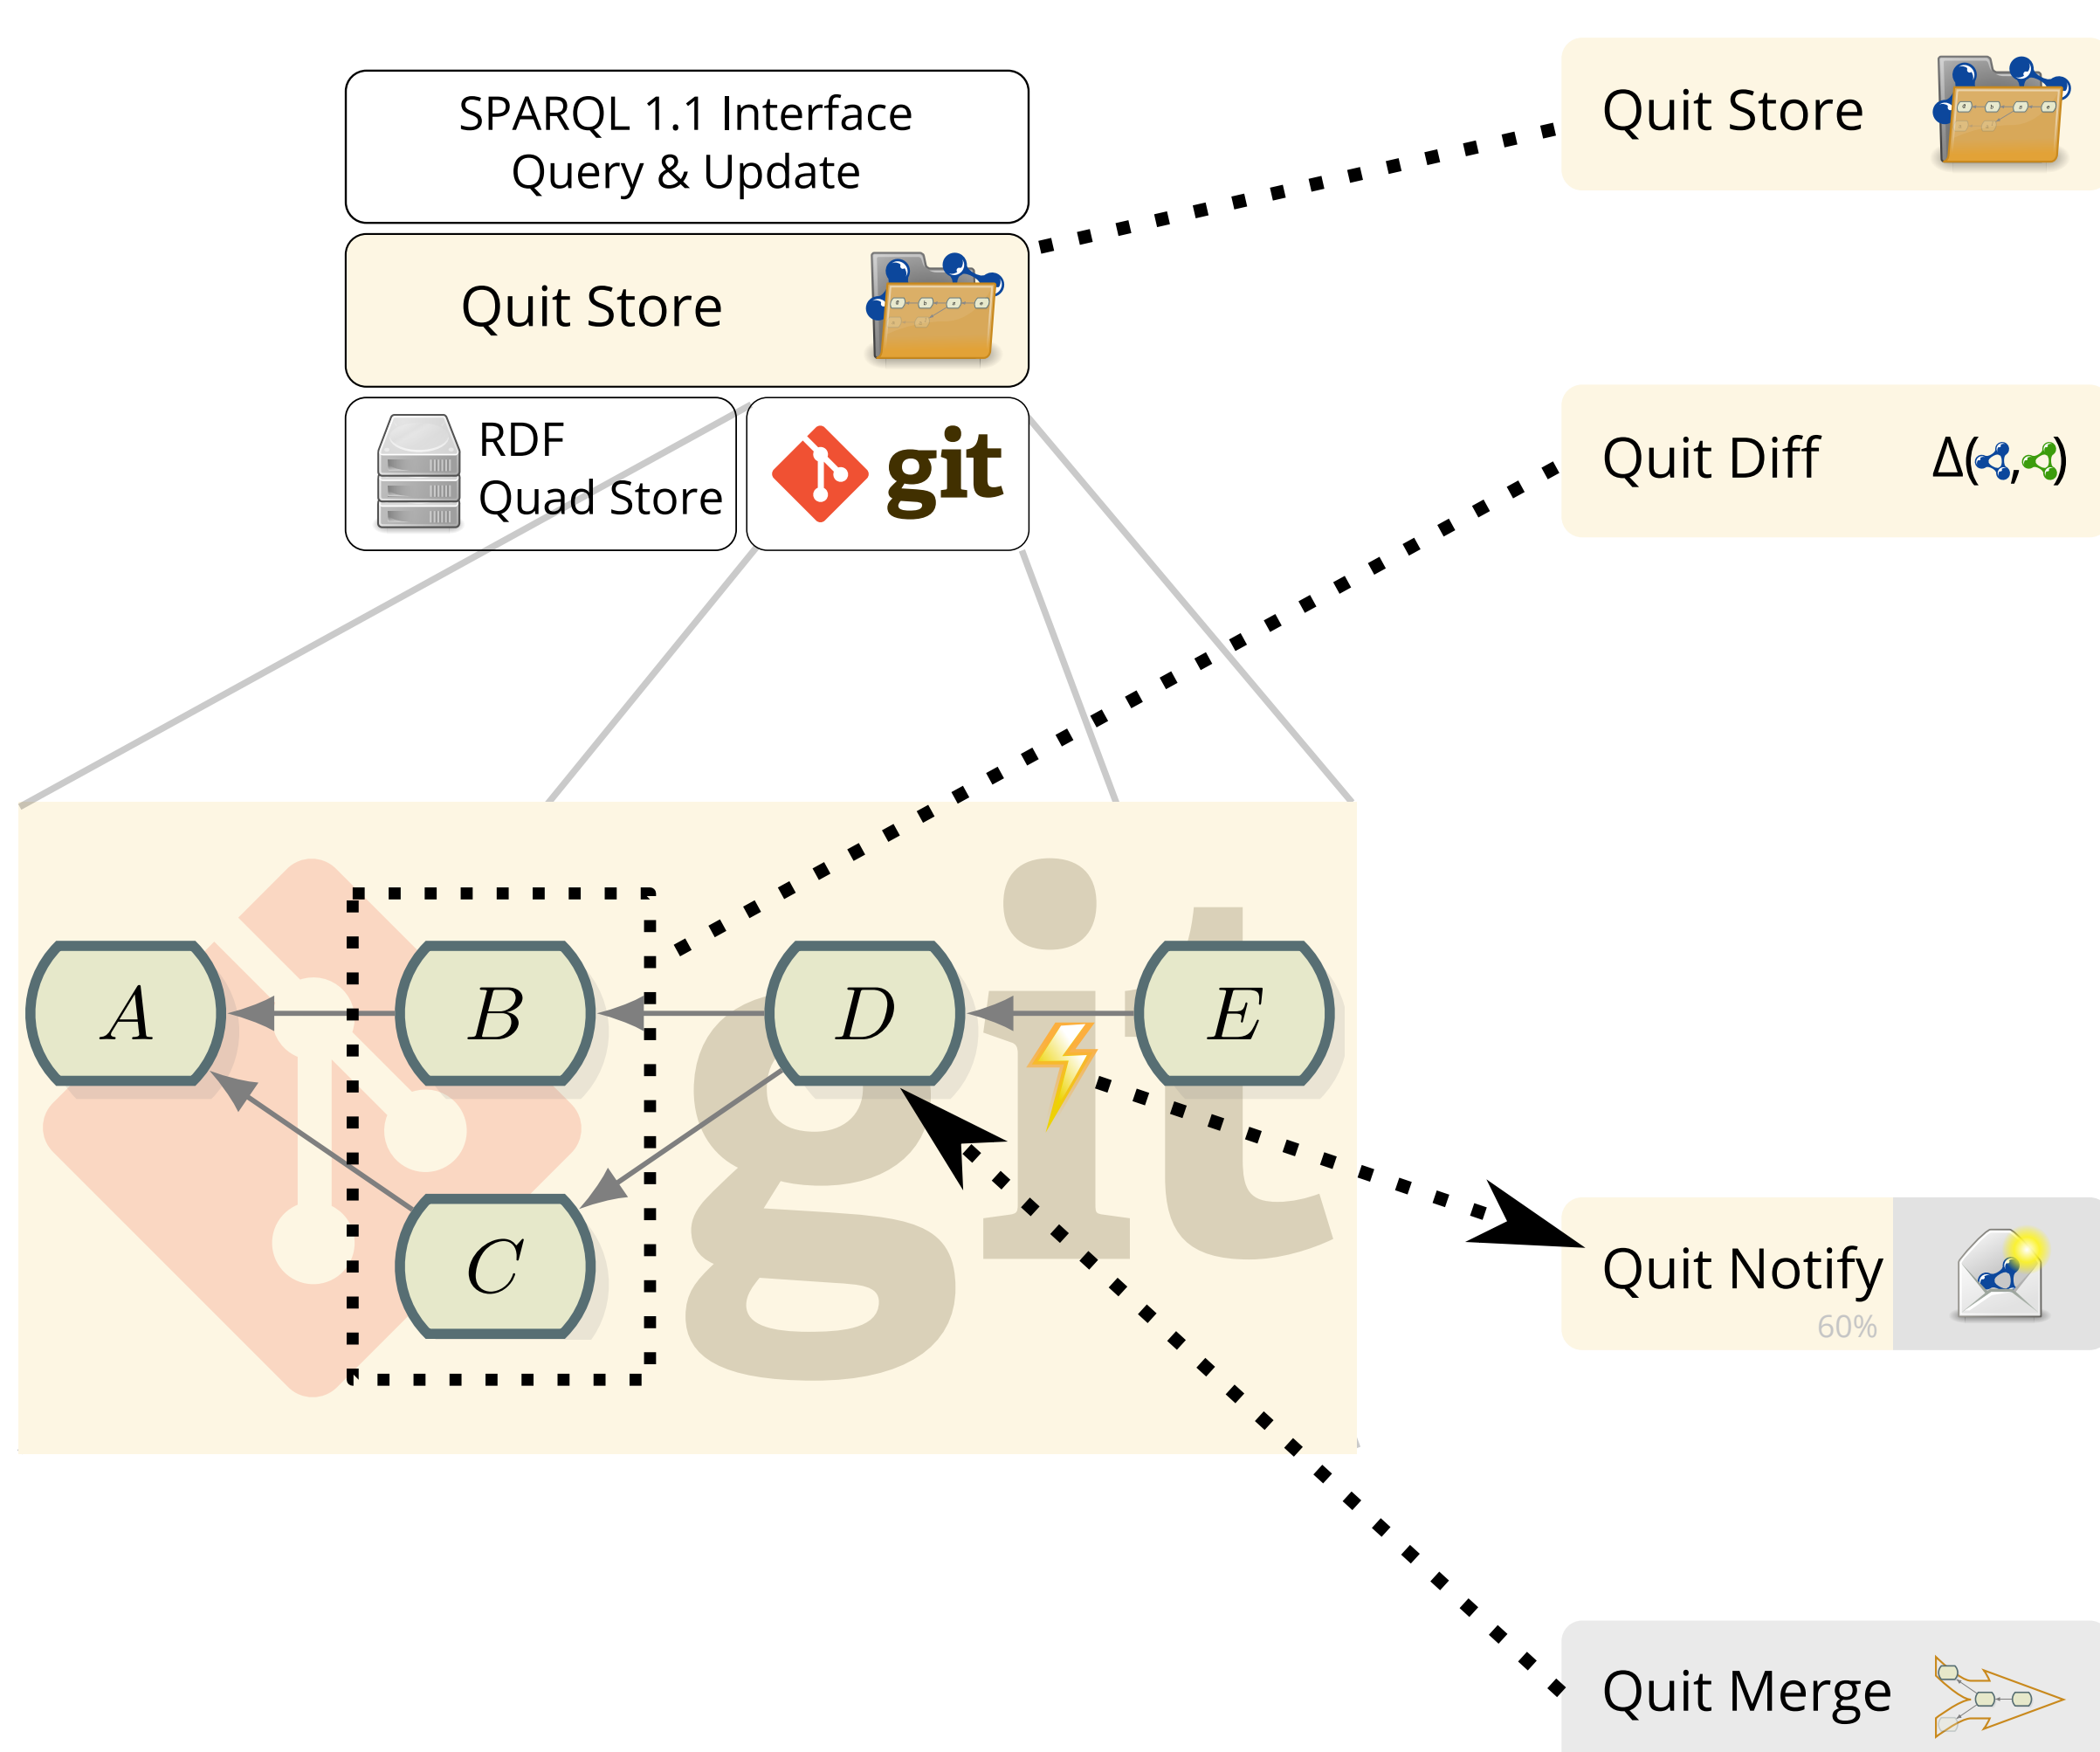 SPARQL 1.1 Interface
Query & Update
Quit Store
RDF
Quad Store
git
Quit Store
Quit Diff
Δ( , )
git
A
B
D
E
C
Quit Notify
60%
Quit Merge